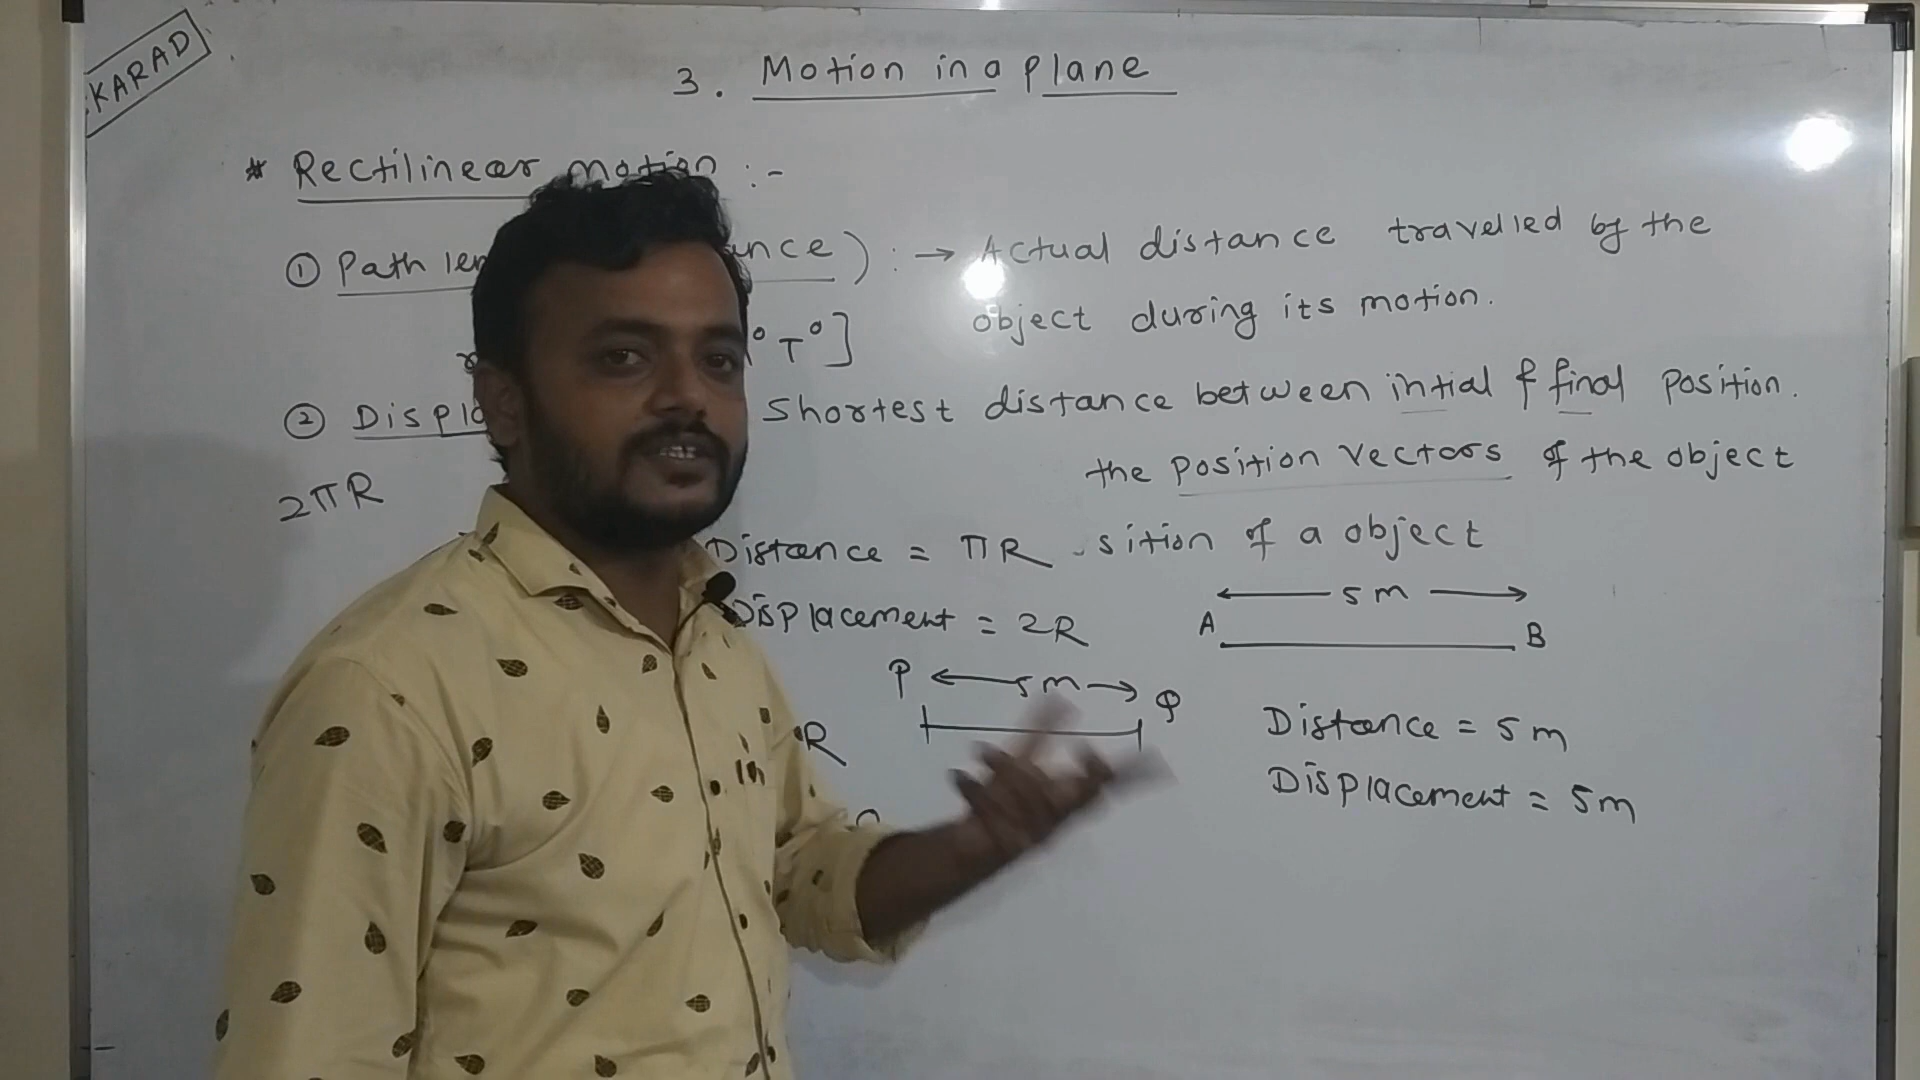 KARAD
3. Motion in a plane
* Rectilinear motion :-
① Path len ance) : → Actual distance travelled by the
T⁰] object during its motion.
② Displa Shortest distance between intial & final position.
the position vectors of the object
2πR
Distance = πR sition of a object
Displacement = 2R
A ← 5m → B
P ← 5m → Q
R
Distance = 5m
Displacement = 5m